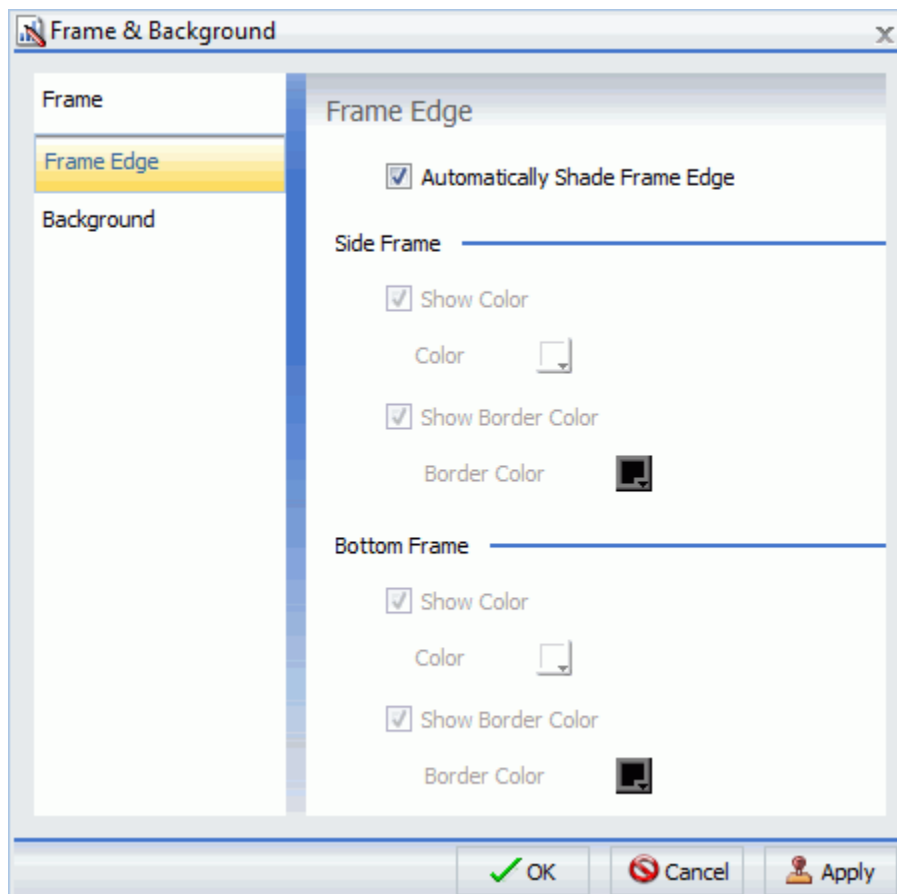 Frame & Background
Frame
Frame Edge
Background
Frame Edge
Automatically Shade Frame Edge
Side Frame
Show Color
Color
Show Border Color
Border Color
Bottom Frame
Show Color
Color
Show Border Color
Border Color
OK
Cancel
Apply